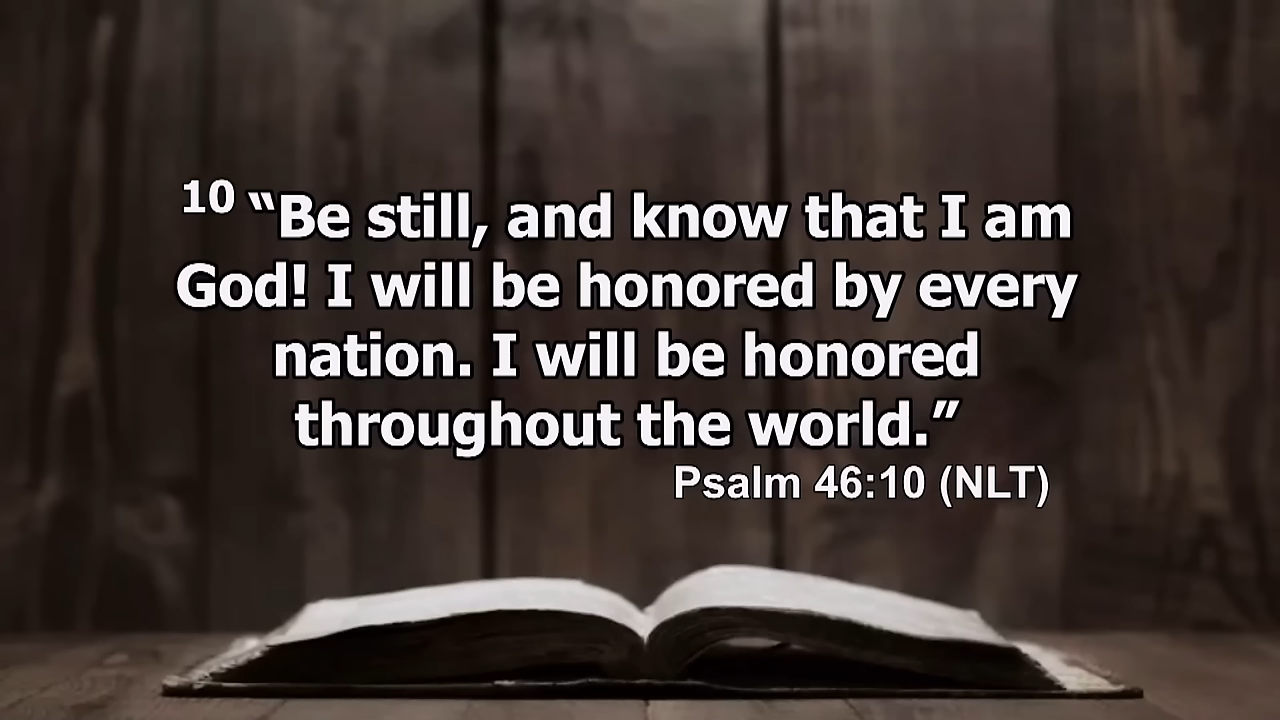 10 “Be still, and know that I am
God! I will be honored by every
nation. I will be honored
throughout the world.”
Psalm 46:10 (NLT)